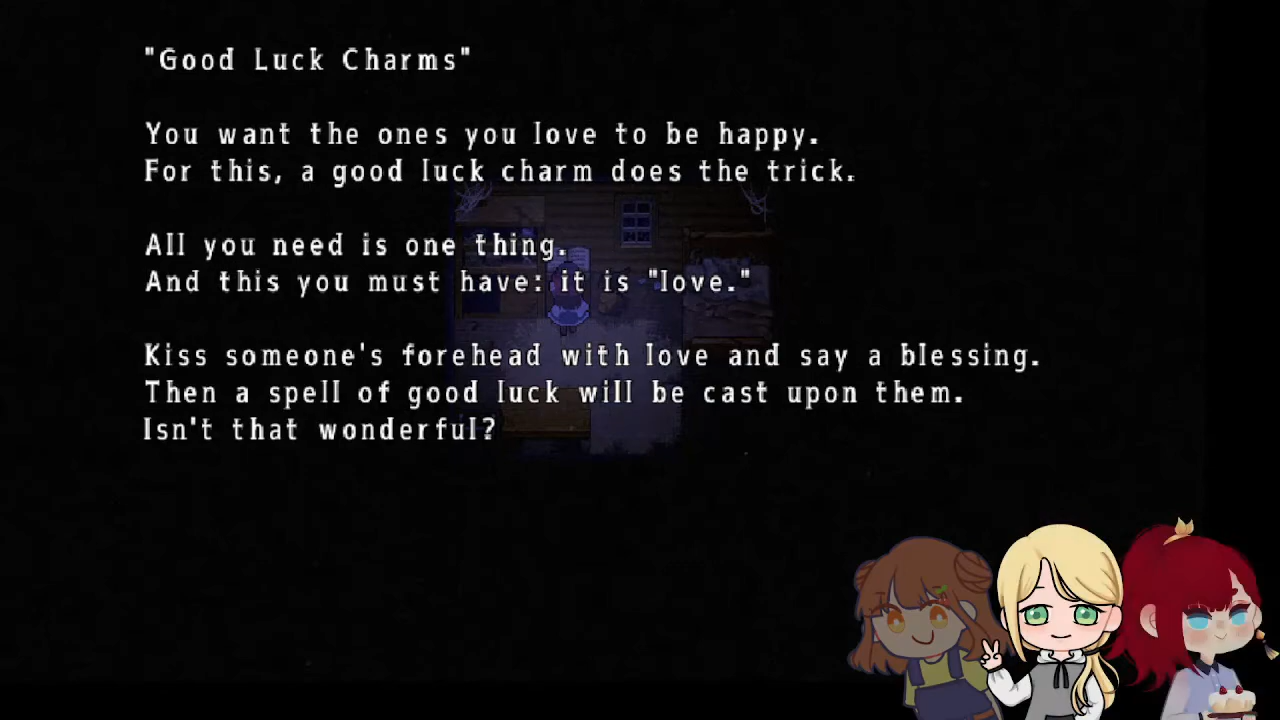 "Good Luck Charms"
You want the ones you love to be happy.
For this, a good luck charm does the trick.
All you need is one thing.
And this you must have: it is "love."
Kiss someone's forehead with love and say a blessing.
Then a spell of good luck will be cast upon them.
Isn't that wonderful?